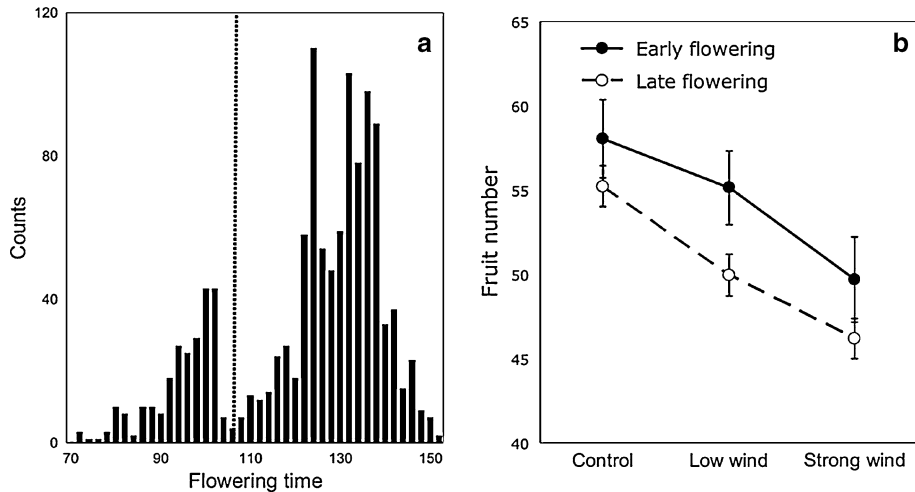 120
80
40
0
Counts
a
70
90
110
130
150
Flowering time
65
60
55
50
45
40
Fruit number
b
Early flowering
Late flowering
Control
Low wind
Strong wind